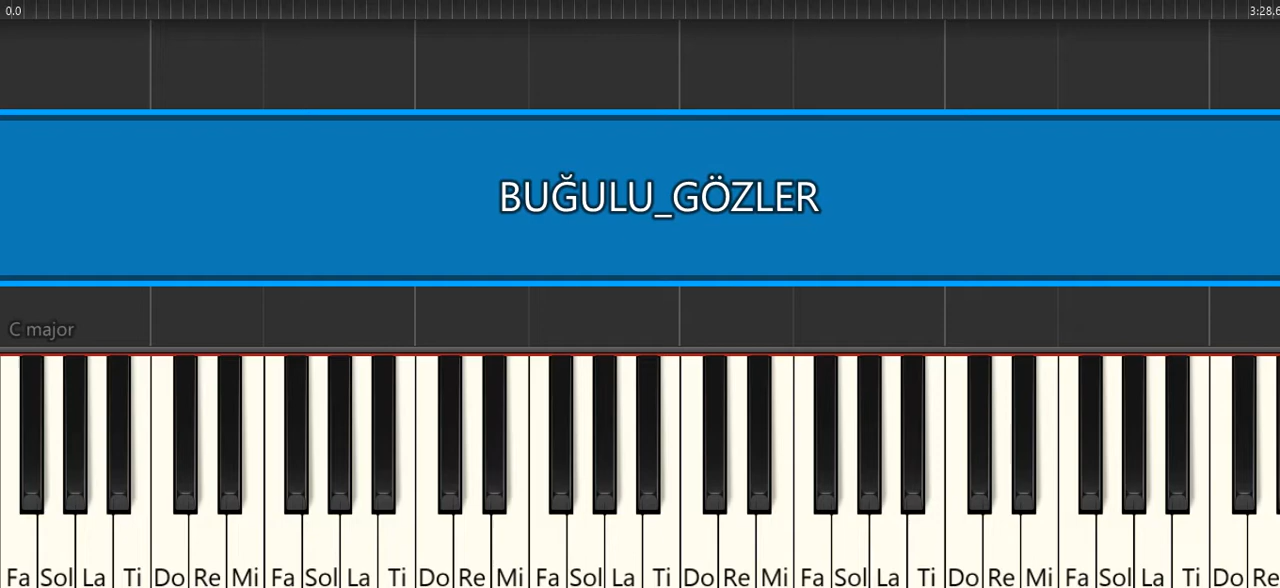 0.0 3:28.6
BUĞULU_GÖZLER
C major
Fa Sol La Ti Do Re Mi Fa Sol La Ti Do Re Mi Fa Sol La Ti Do Re Mi Fa Sol La Ti Do Re Mi Fa Sol La Ti Do Re